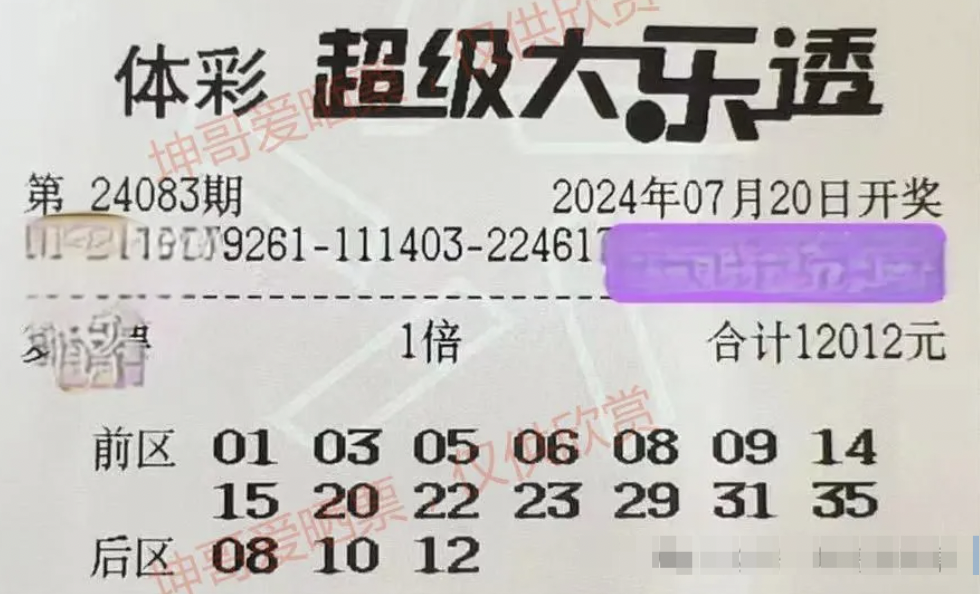 体彩 超级大乐透
第 24083期 2024年07月20日开奖
9261-111403-22461
1倍 合计12012元
前区 01 03 05 06 08 09 14
15 20 22 23 29 31 35
后区 08 10 12
坤哥爱晒票 仅供欣赏
坤哥爱晒票 仅供欣赏